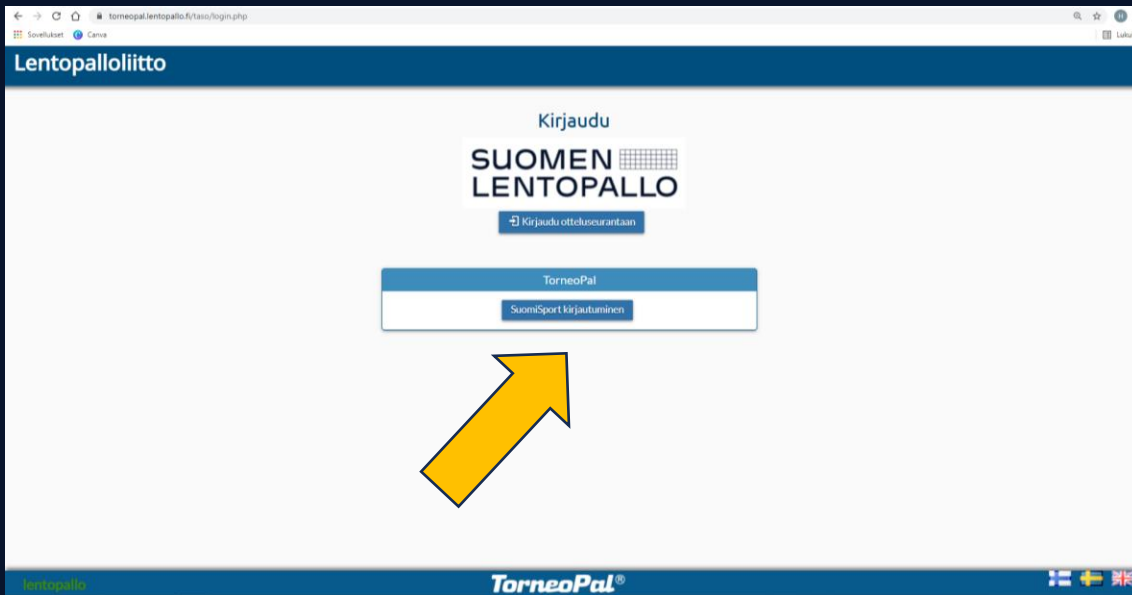 torneopal.lentopallo.fi/taso/login.php
Sovellukset Canva
Luku
Lentopalloliitto
Kirjaudu
SUOMEN
LENTOPALLO
Kirjaudu otteluseurantaan
TorneoPal
SuomiSport kirjautuminen
lentopallo
TorneoPal®